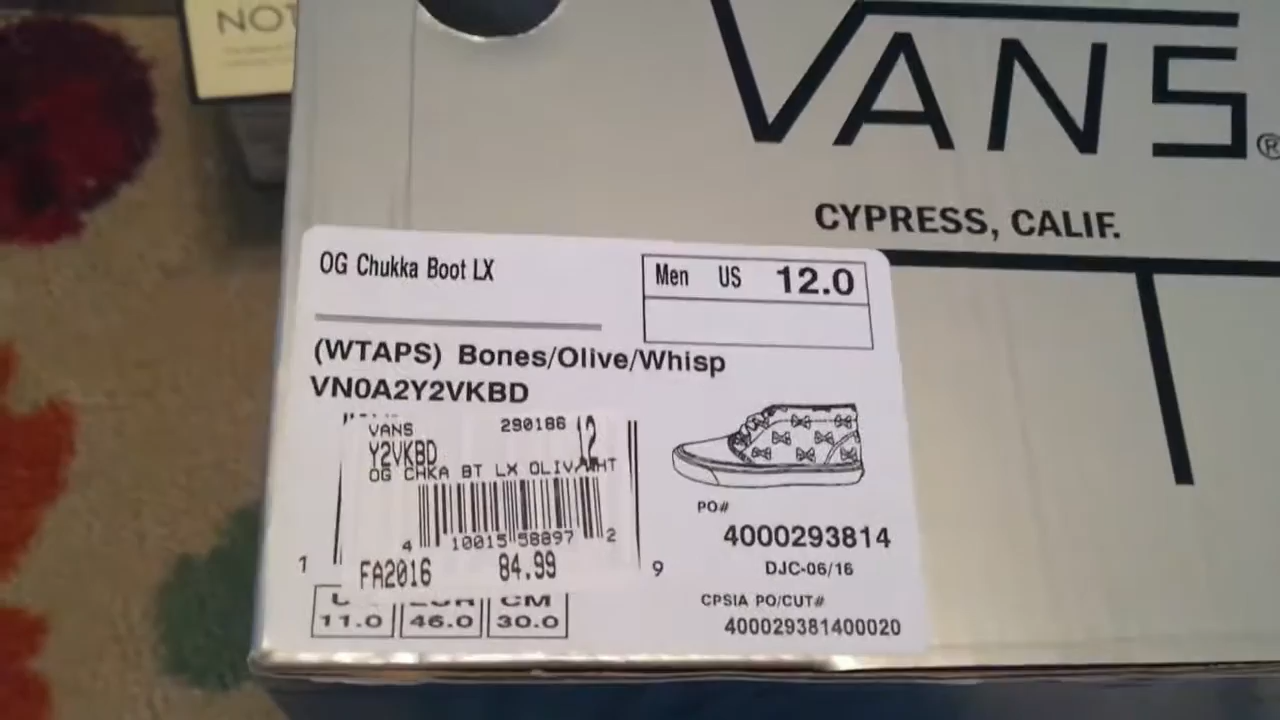 NOT
VANS®
CYPRESS, CALIF.
OG Chukka Boot LX
Men US 12.0
(WTAPS) Bones/Olive/Whisp
VN0A2Y2VKBD
VANS 290186 12
Y2VKBD
OG CHKA BT LX OLIV/WHT
4 10015 58897 2
FA2016 84.99
1 9
CM
11.0 46.0 30.0
PO#
4000293814
DJC-06/16
CPSIA PO/CUT#
400029381400020